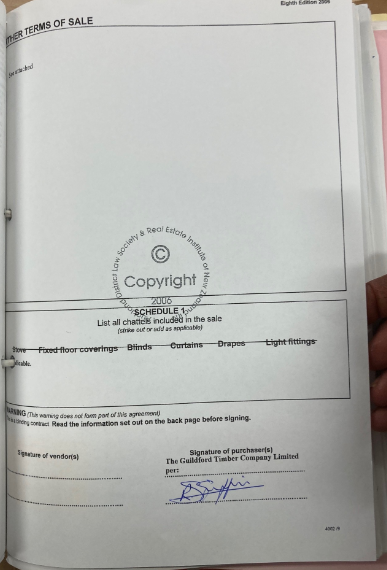 Eighth Edition 2006
THER TERMS OF SALE
See attached
District Law Society & Real Estate Institute of New Zealand
©
Copyright
2006
SCHEDULE 1
List all chattels included in the sale
(strike out or add as applicable)
Stove Fixed floor coverings Blinds Curtains Drapes Light fittings
licable.
WARNING (This warning does not form part of this agreement)
binding contract. Read the information set out on the back page before signing.
Signature of vendor(s)
Signature of purchaser(s)
The Guildford Timber Company Limited
per: